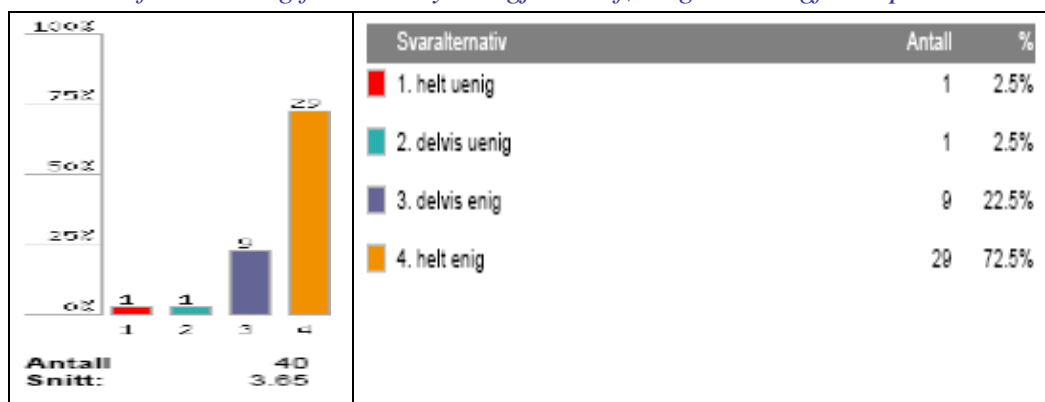 100%
75%
50%
25%
0%
1
1
9
29
1
2
3
4
Antall 40
Snitt: 3.65
Svaralternativ Antall %
1. helt uenig 1 2.5%
2. delvis uenig 1 2.5%
3. delvis enig 9 22.5%
4. helt enig 29 72.5%